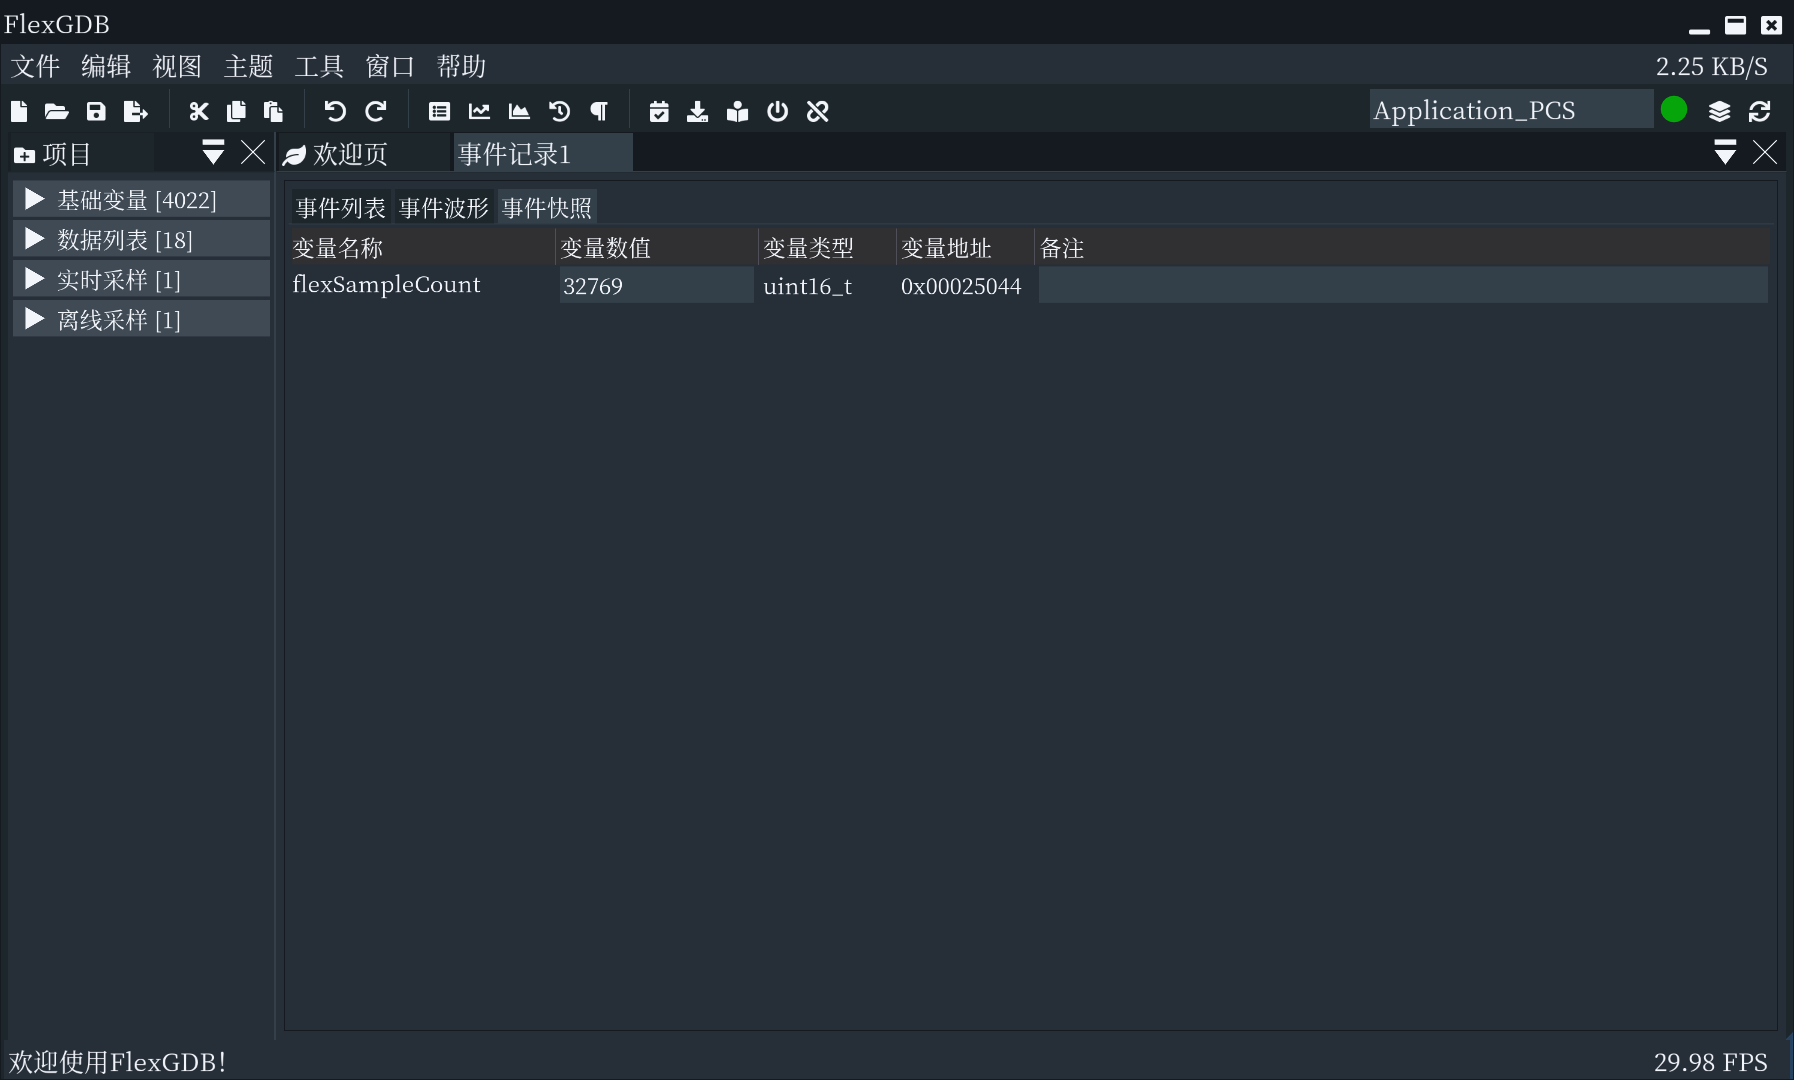 FlexGDB
文件 编辑 视图 主题 工具 窗口 帮助 2.25 KB/S
Application_PCS
项目 欢迎页 事件记录1
基础变量 [4022]
数据列表 [18]
实时采样 [1]
离线采样 [1]
事件列表 事件波形 事件快照
变量名称 变量数值 变量类型 变量地址 备注
flexSampleCount 32769 uint16_t 0x00025044
欢迎使用FlexGDB! 29.98 FPS